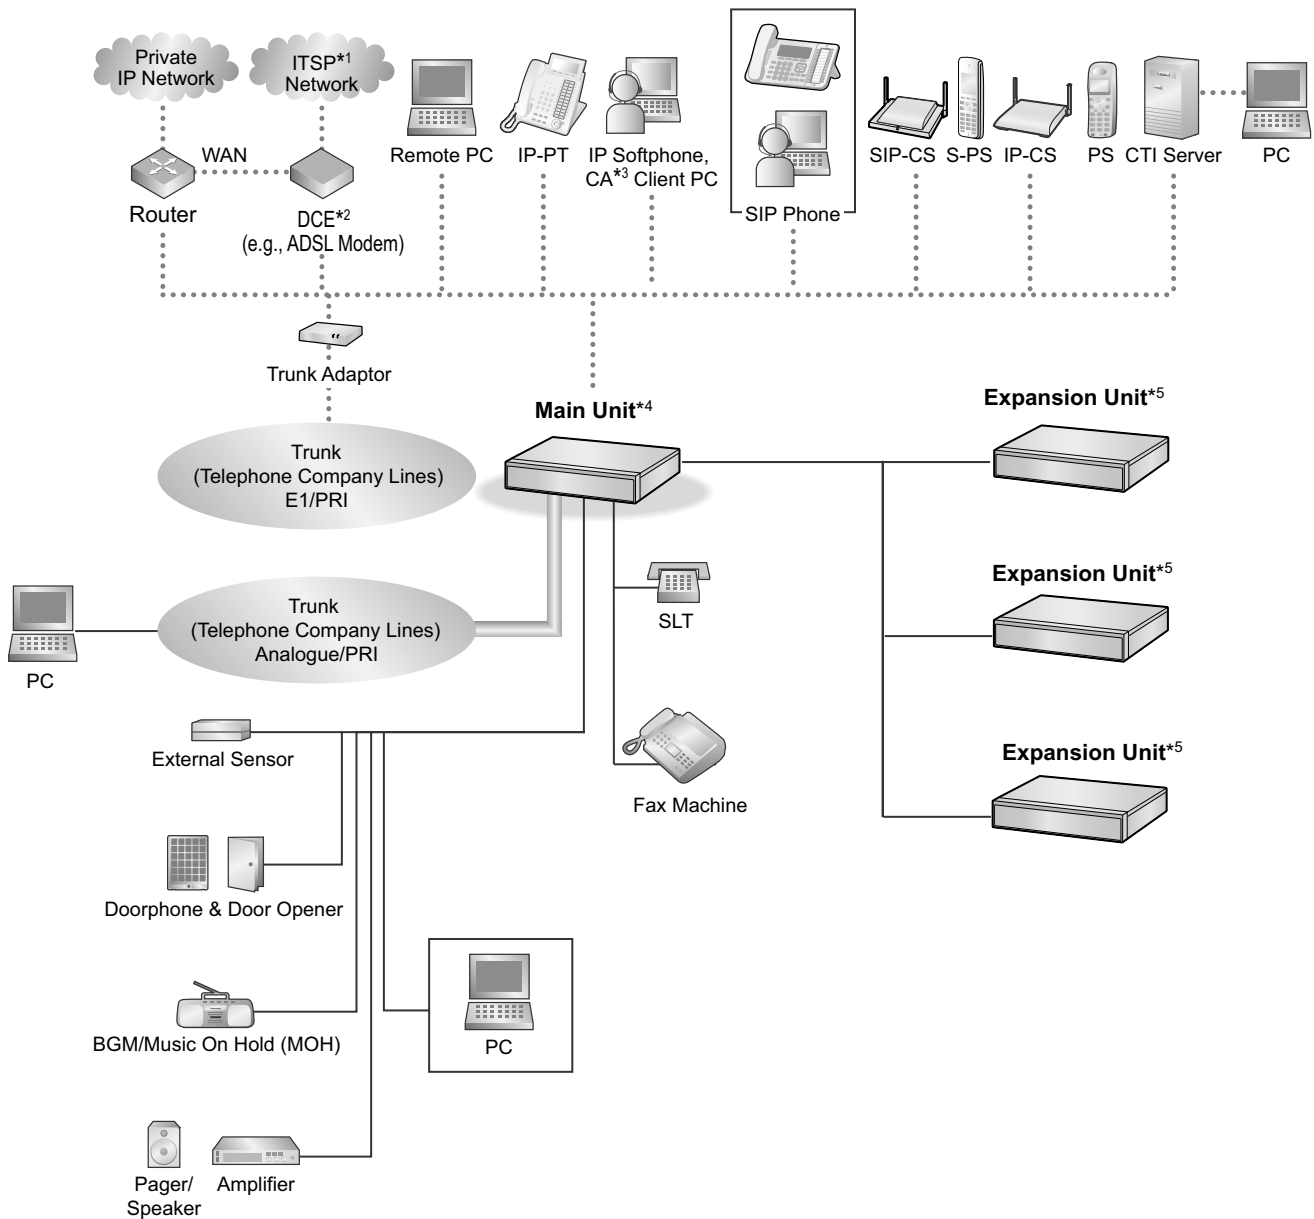 Private
IP Network
ITSP*1
Network
WAN
Router
DCE*2
(e.g., ADSL Modem)
Remote PC
IP-PT
IP Softphone,
CA*3 Client PC
SIP Phone
SIP-CS
S-PS
IP-CS
PS
CTI Server
PC
Trunk Adaptor
Trunk
(Telephone Company Lines)
E1/PRI
Main Unit*4
Expansion Unit*5
Expansion Unit*5
Expansion Unit*5
PC
Trunk
(Telephone Company Lines)
Analogue/PRI
SLT
Fax Machine
External Sensor
Doorphone & Door Opener
BGM/Music On Hold (MOH)
PC
Pager/
Speaker
Amplifier